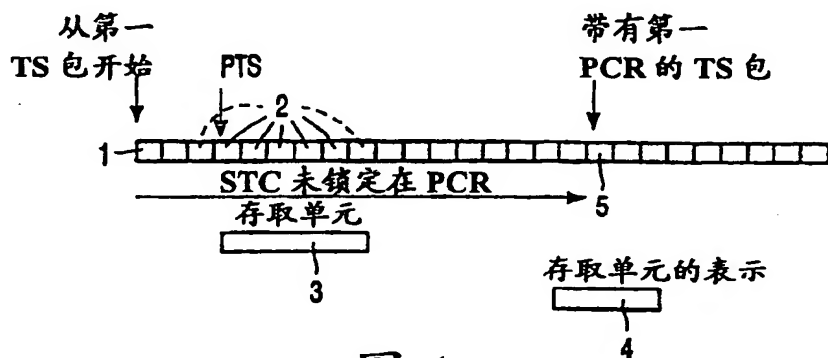 从第一
TS 包开始
PTS
2
带有第一
PCR 的 TS 包
1
STC 未锁定在 PCR
5
存取单元
3
存取单元的表示
4